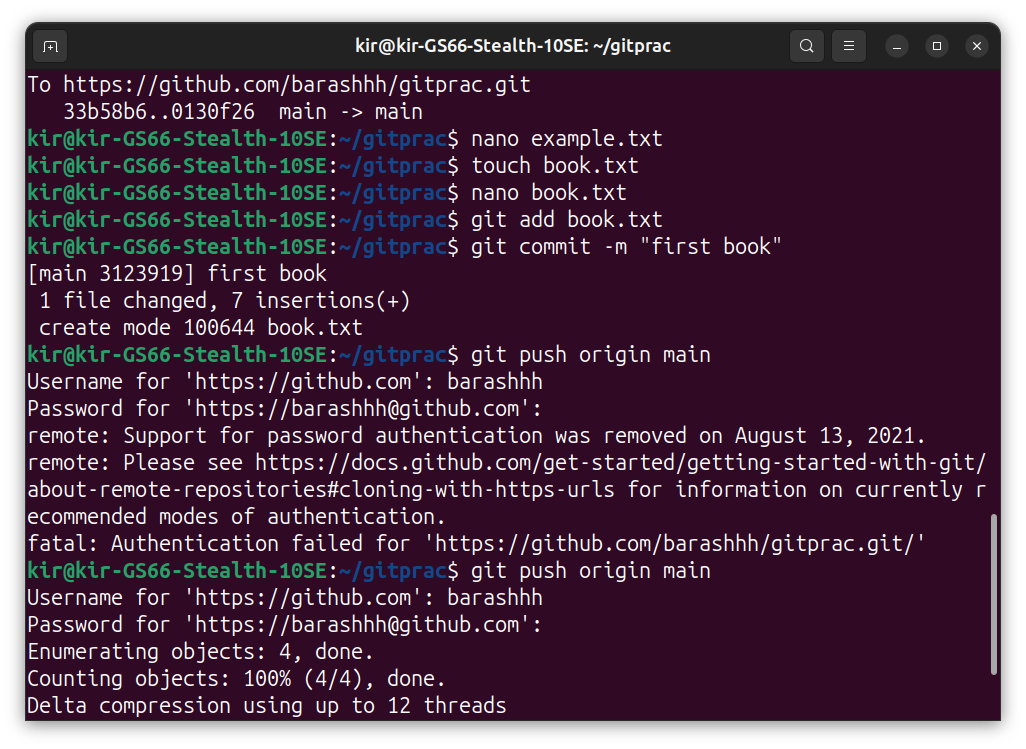 kir@kir-GS66-Stealth-10SE: ~/gitprac
To https://github.com/barashhh/gitprac.git
   33b58b6..0130f26  main -> main
kir@kir-GS66-Stealth-10SE:~/gitprac$ nano example.txt
kir@kir-GS66-Stealth-10SE:~/gitprac$ touch book.txt
kir@kir-GS66-Stealth-10SE:~/gitprac$ nano book.txt
kir@kir-GS66-Stealth-10SE:~/gitprac$ git add book.txt
kir@kir-GS66-Stealth-10SE:~/gitprac$ git commit -m "first book"
[main 3123919] first book
 1 file changed, 7 insertions(+)
 create mode 100644 book.txt
kir@kir-GS66-Stealth-10SE:~/gitprac$ git push origin main
Username for 'https://github.com': barashhh
Password for 'https://barashhh@github.com':
remote: Support for password authentication was removed on August 13, 2021.
remote: Please see https://docs.github.com/get-started/getting-started-with-git/
about-remote-repositories#cloning-with-https-urls for information on currently r
ecommended modes of authentication.
fatal: Authentication failed for 'https://github.com/barashhh/gitprac.git/'
kir@kir-GS66-Stealth-10SE:~/gitprac$ git push origin main
Username for 'https://github.com': barashhh
Password for 'https://barashhh@github.com':
Enumerating objects: 4, done.
Counting objects: 100% (4/4), done.
Delta compression using up to 12 threads